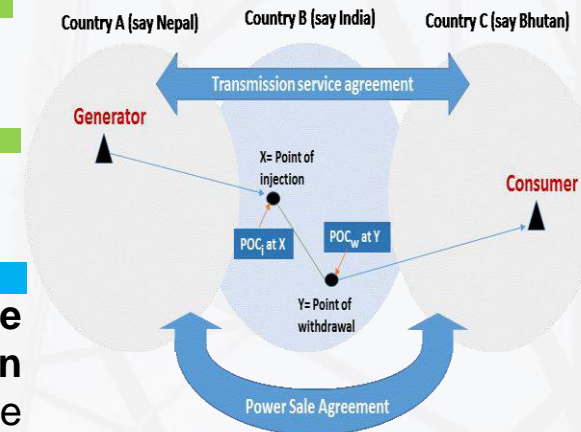 Country A (say Nepal)
Country B (say India)
Country C (say Bhutan)
Transmission service agreement
Generator
X= Point of
injection
Consumer
POCi at X
POCw at Y
Y= Point of
withdrawal
Power Sale Agreement
e
n
e